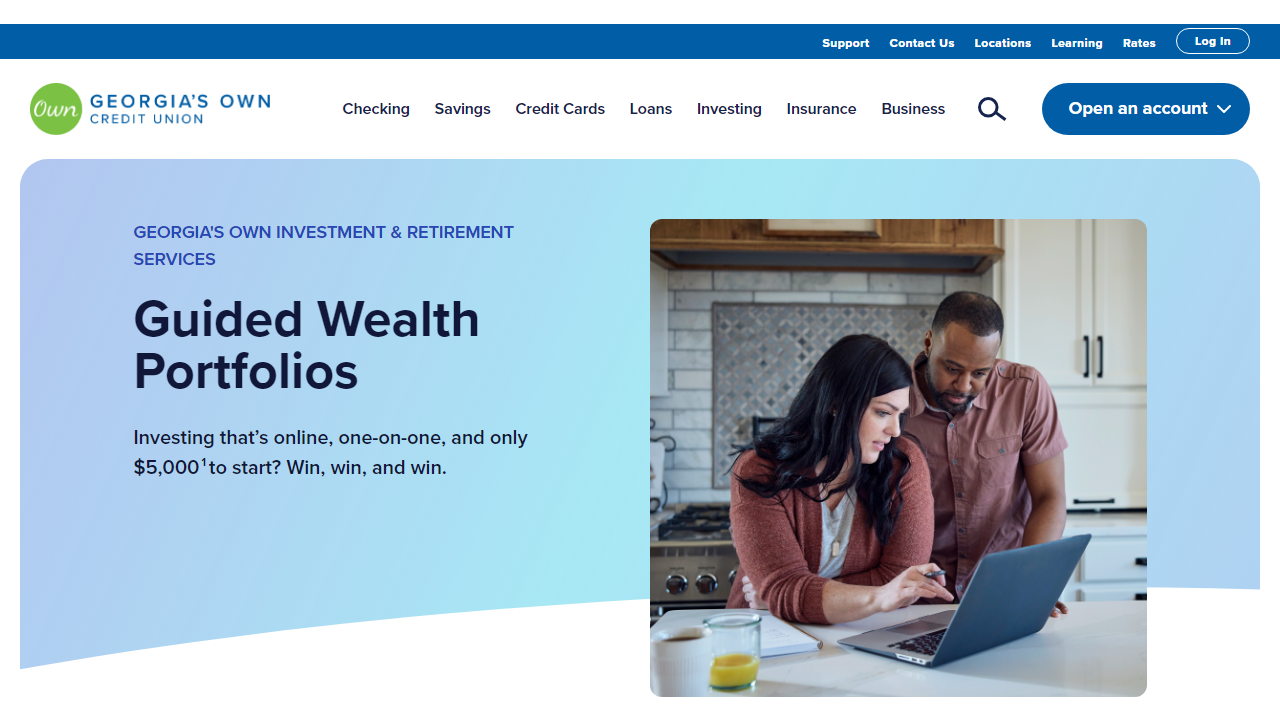 Support Contact Us Locations Learning Rates Log In
Own GEORGIA'S OWN
CREDIT UNION
Checking Savings Credit Cards Loans Investing Insurance Business Open an account
GEORGIA'S OWN INVESTMENT & RETIREMENT
SERVICES
Guided Wealth
Portfolios
Investing that’s online, one-on-one, and only
$5,000¹ to start? Win, win, and win.